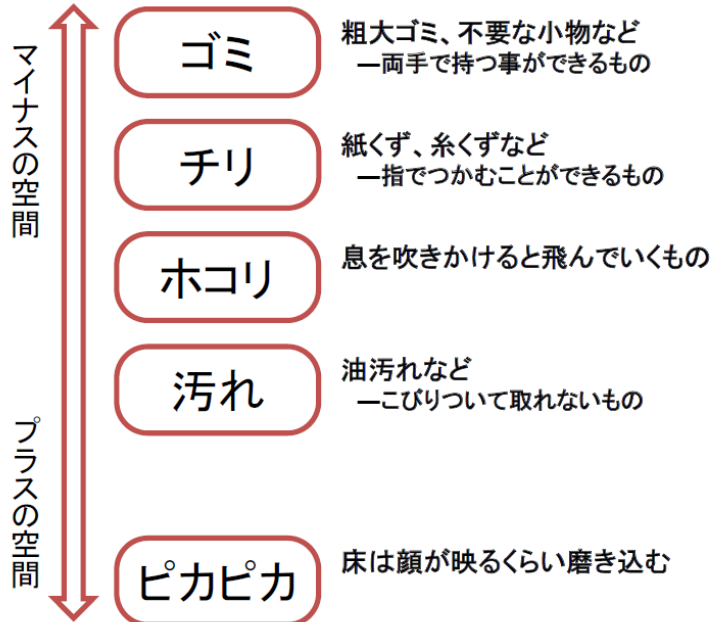 マイナスの空間
ゴミ
粗大ゴミ、不要な小物など
―両手で持つ事ができるもの
チリ
紙くず、糸くずなど
―指でつかむことができるもの
ホコリ
息を吹きかけると飛んでいくもの
汚れ
油汚れなど
―こびりついて取れないもの
プラスの空間
ピカピカ
床は顔が映るくらい磨き込む